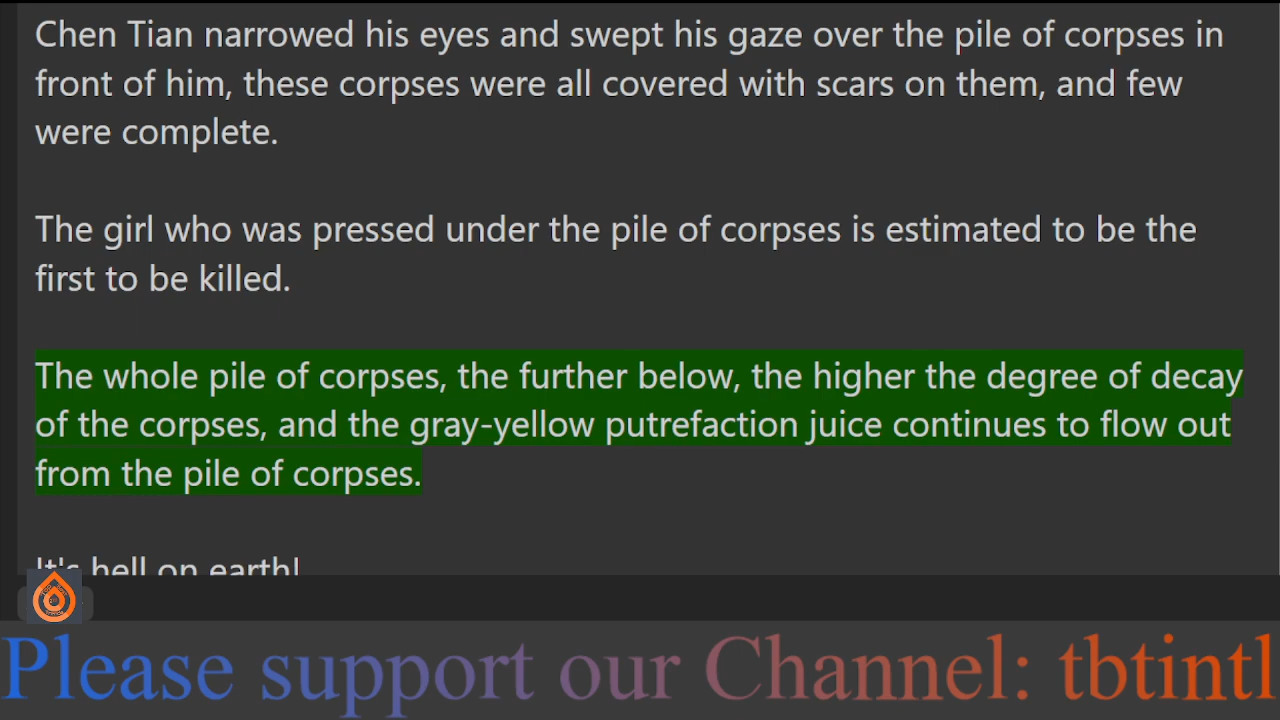 Chen Tian narrowed his eyes and swept his gaze over the pile of corpses in
front of him, these corpses were all covered with scars on them, and few
were complete.
The girl who was pressed under the pile of corpses is estimated to be the
first to be killed.
The whole pile of corpses, the further below, the higher the degree of decay
of the corpses, and the gray-yellow putrefaction juice continues to flow out
from the pile of corpses.
It's hell on earth!
Please support our Channel: tbtintl